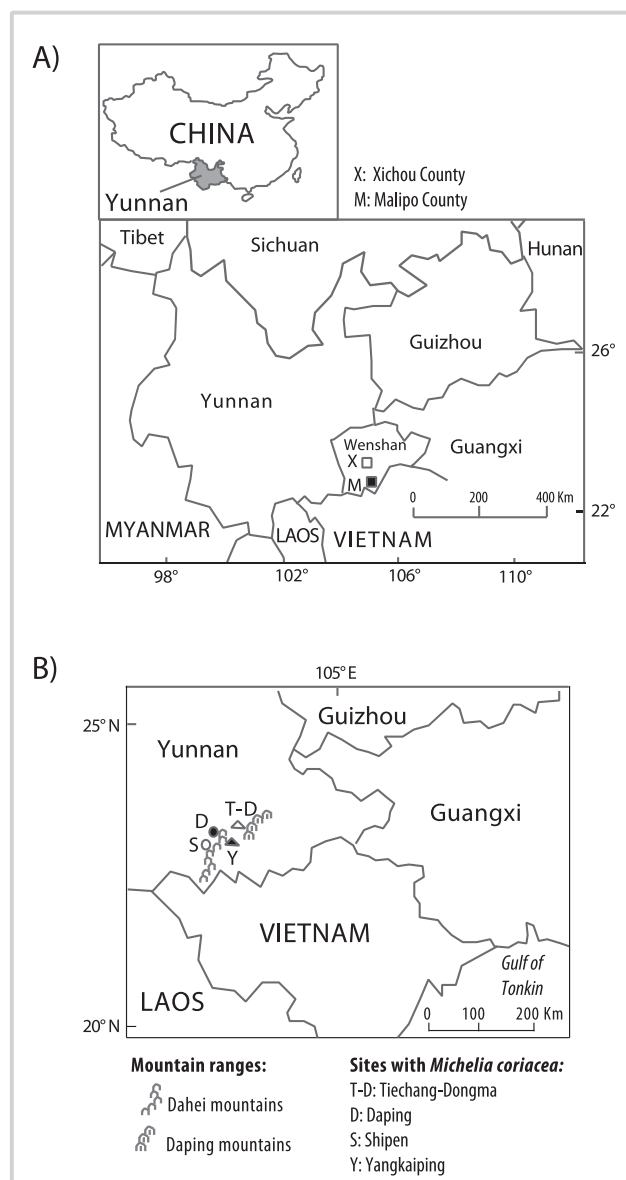 A)
CHINA
Yunnan
X: Xichou County
M: Malipo County
Tibet
Sichuan
Hunan
Guizhou
26°
Yunnan
Wenshan
Guangxi
X
M
0 200 400 Km
22°
MYANMAR
LAOS
VIETNAM
98° 102° 106° 110°
B)
105° E
25° N
Guizhou
Yunnan
T-D
D
Guangxi
S
Y
VIETNAM
Gulf of
Tonkin
LAOS
0 100 200 Km
20° N
Mountain ranges:
Dahei mountains
Daping mountains
Sites with Michelia coriacea:
T-D: Tiechang-Dongma
D: Daping
S: Shipen
Y: Yangkaiping